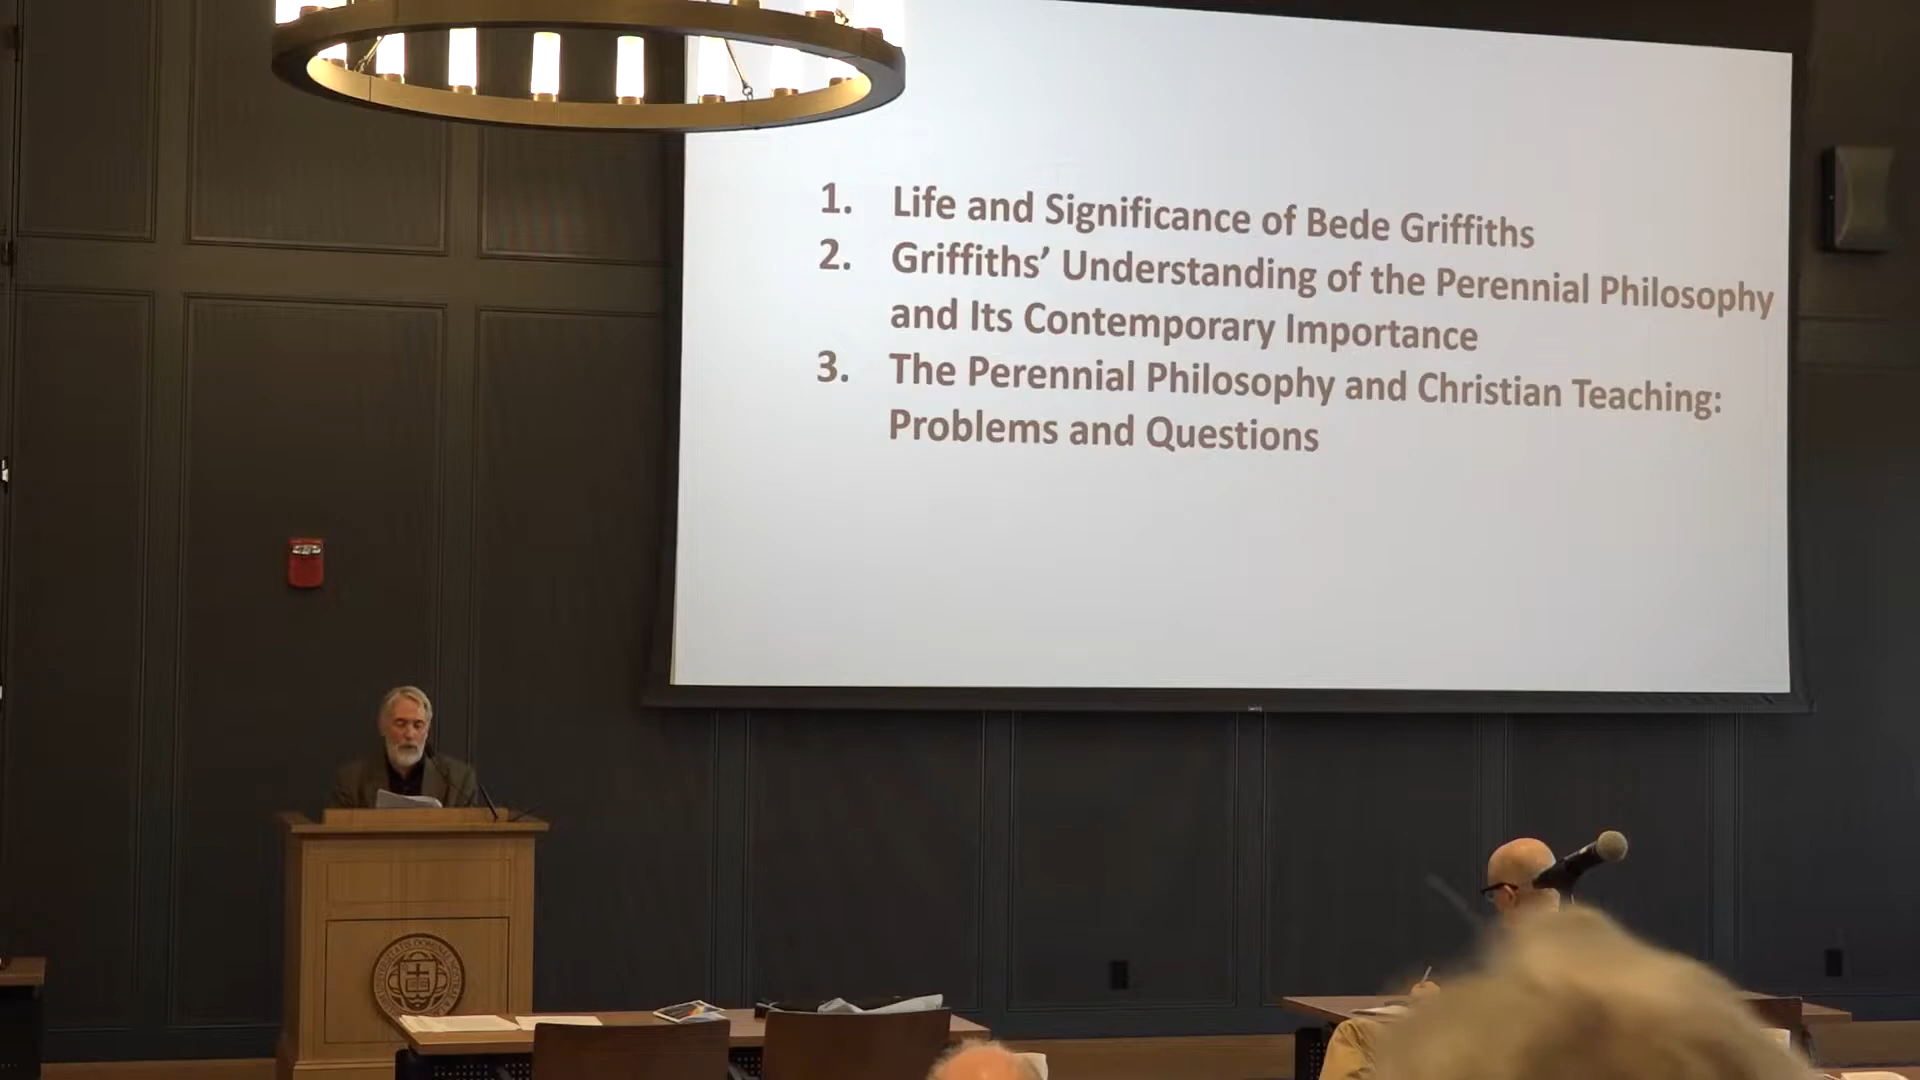 1. Life and Significance of Bede Griffiths
2. Griffiths’ Understanding of the Perennial Philosophy
and Its Contemporary Importance
3. The Perennial Philosophy and Christian Teaching:
Problems and Questions